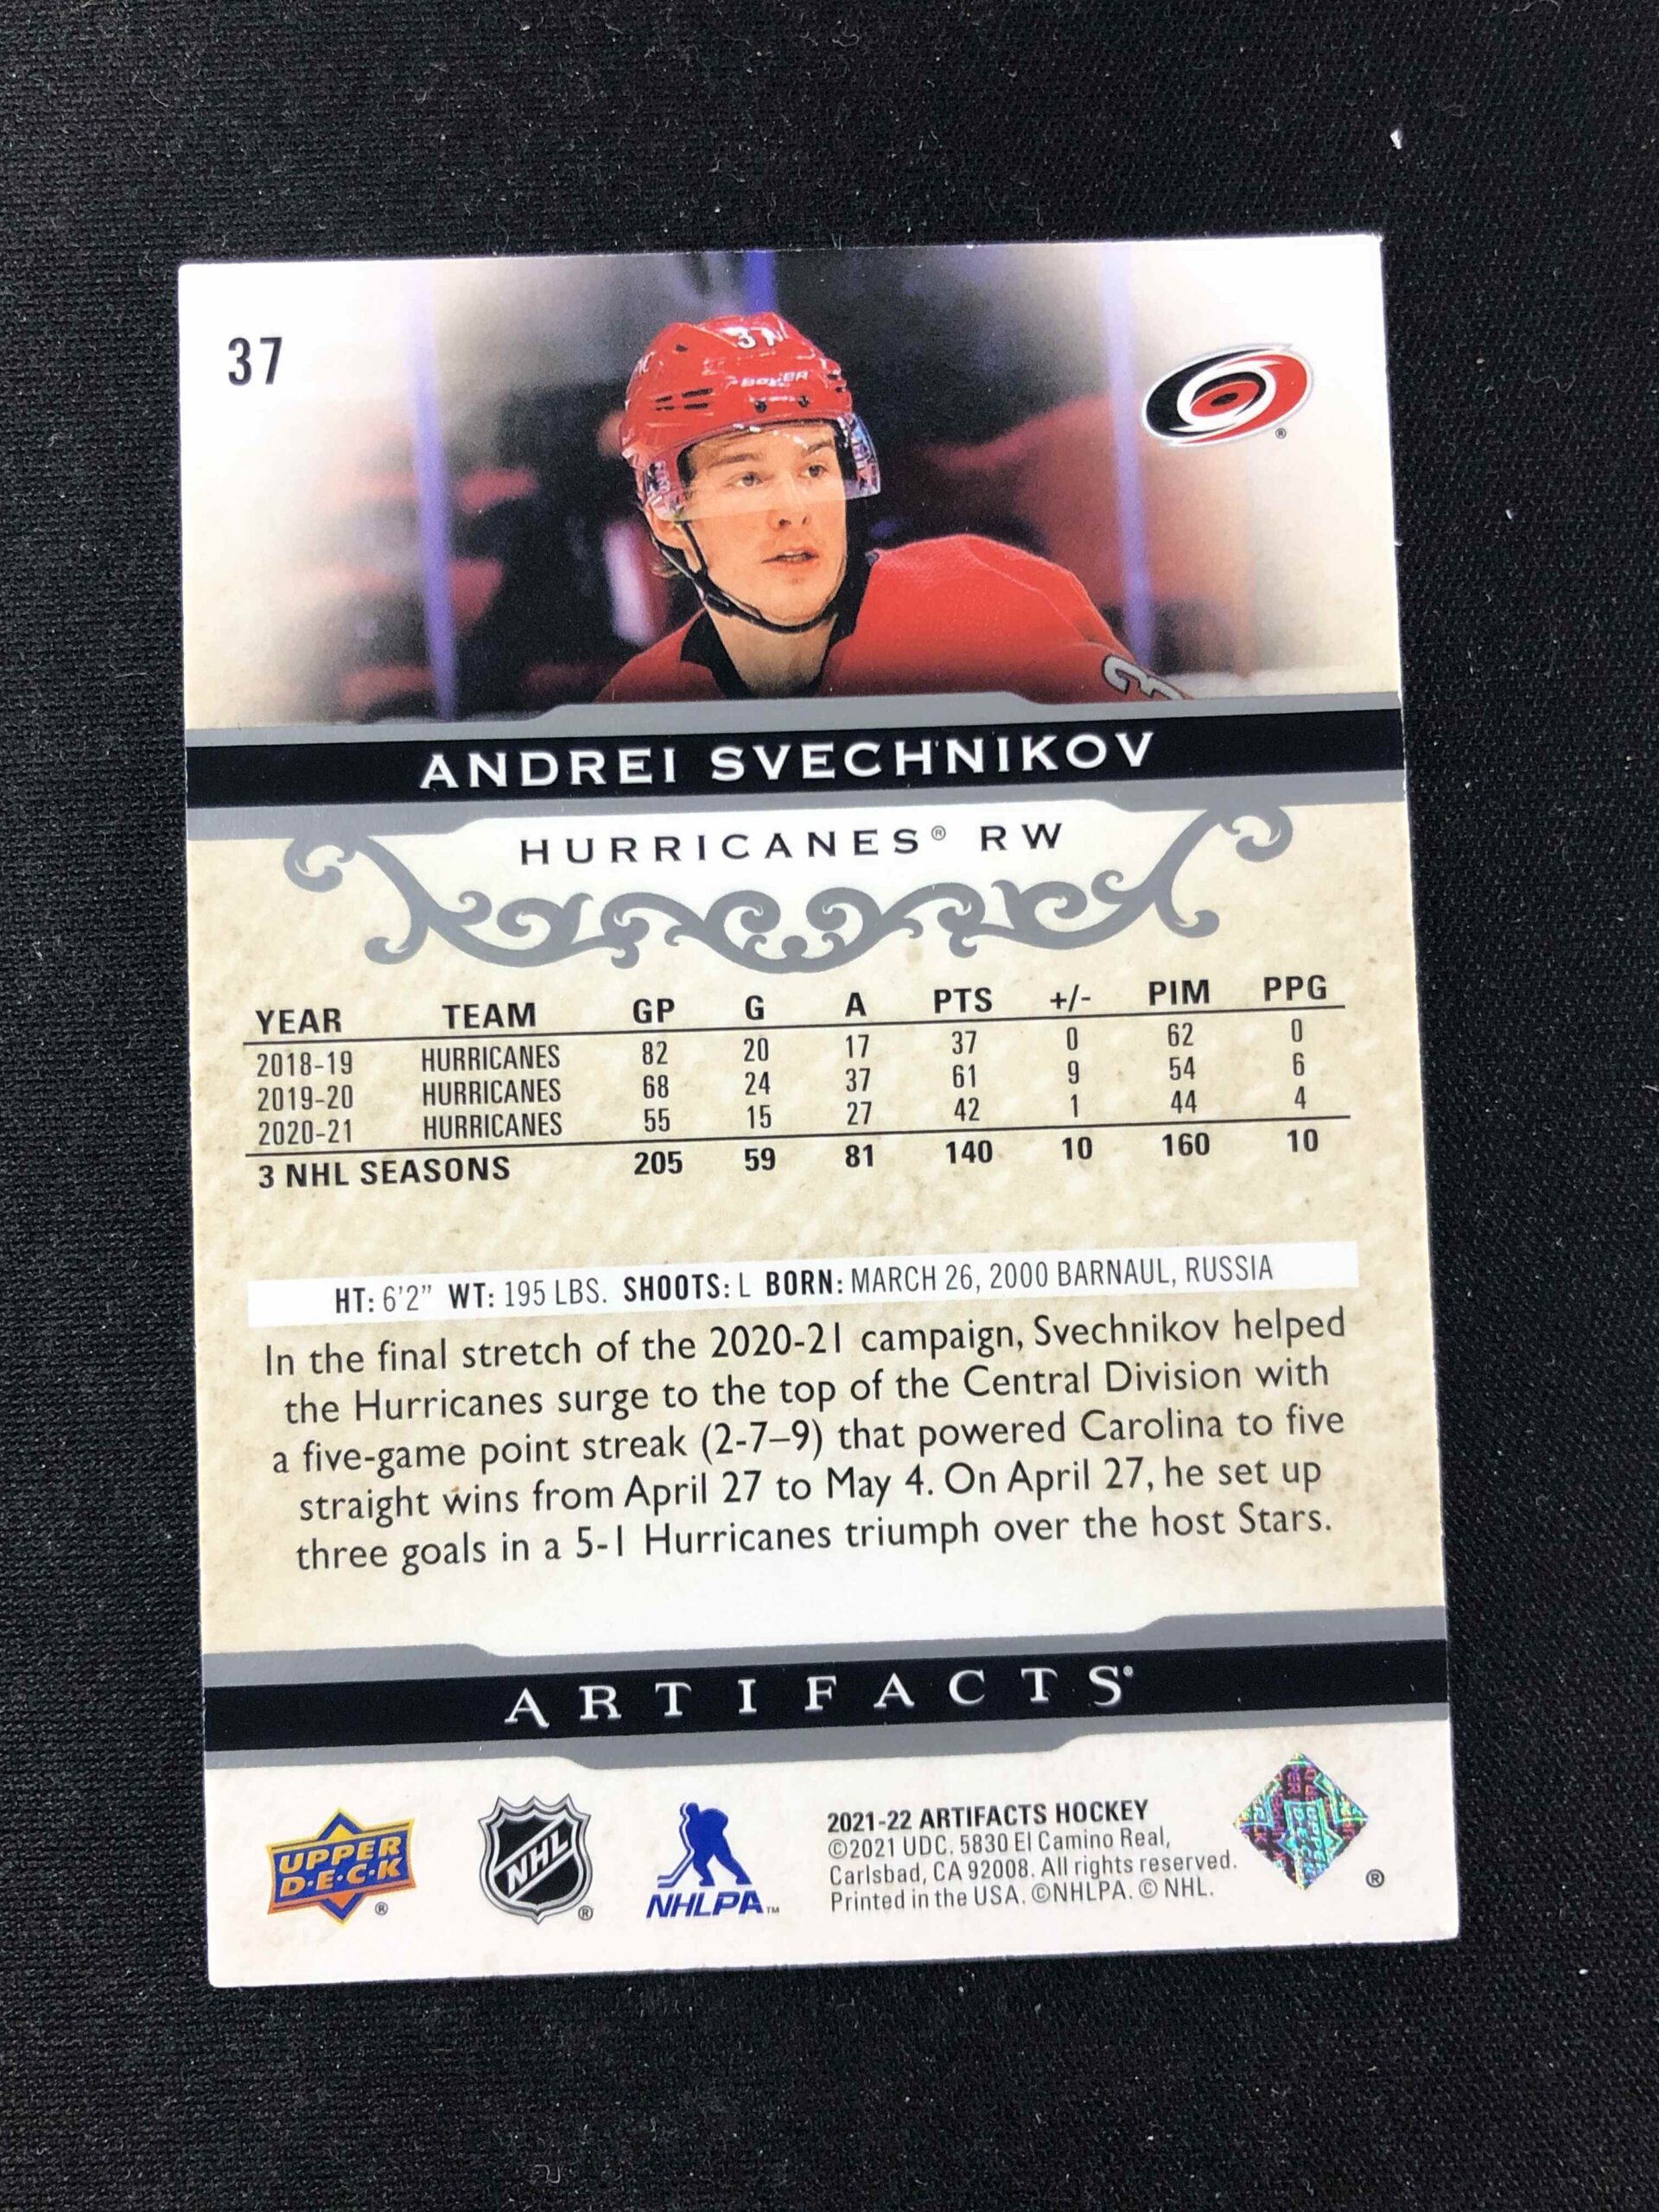 37
37
BAUER
3
ANDREI SVECHNIKOV
HURRICANES® RW
YEAR TEAM GP G A PTS +/- PIM PPG
2018-19 HURRICANES 82 20 17 37 0 62 0
2019-20 HURRICANES 68 24 37 61 9 54 6
2020-21 HURRICANES 55 15 27 42 1 44 4
3 NHL SEASONS 205 59 81 140 10 160 10
HT: 6'2” WT: 195 LBS. SHOOTS: L BORN: MARCH 26, 2000 BARNAUL, RUSSIA
In the final stretch of the 2020-21 campaign, Svechnikov helped
the Hurricanes surge to the top of the Central Division with
a five-game point streak (2-7–9) that powered Carolina to five
straight wins from April 27 to May 4. On April 27, he set up
three goals in a 5-1 Hurricanes triumph over the host Stars.
ARTIFACTS®
UPPER
D•E•C•K ®
NHL ®
NHLPA™
2021-22 ARTIFACTS HOCKEY
©2021 UDC. 5830 El Camino Real,
Carlsbad, CA 92008. All rights reserved.
Printed in the USA. ©NHLPA. © NHL.
®